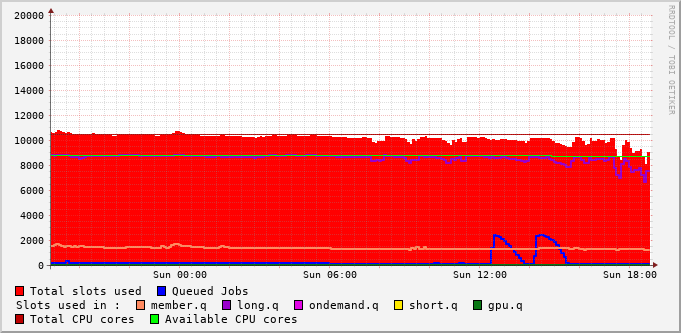 20000
18000
16000
14000
12000
10000
8000
6000
4000
2000
0
Sun 00:00 Sun 06:00 Sun 12:00 Sun 18:00
RRDTOOL / TOBI OETIKER
Total slots used Queued Jobs
Slots used in : member.q long.q ondemand.q short.q gpu.q
Total CPU cores Available CPU cores